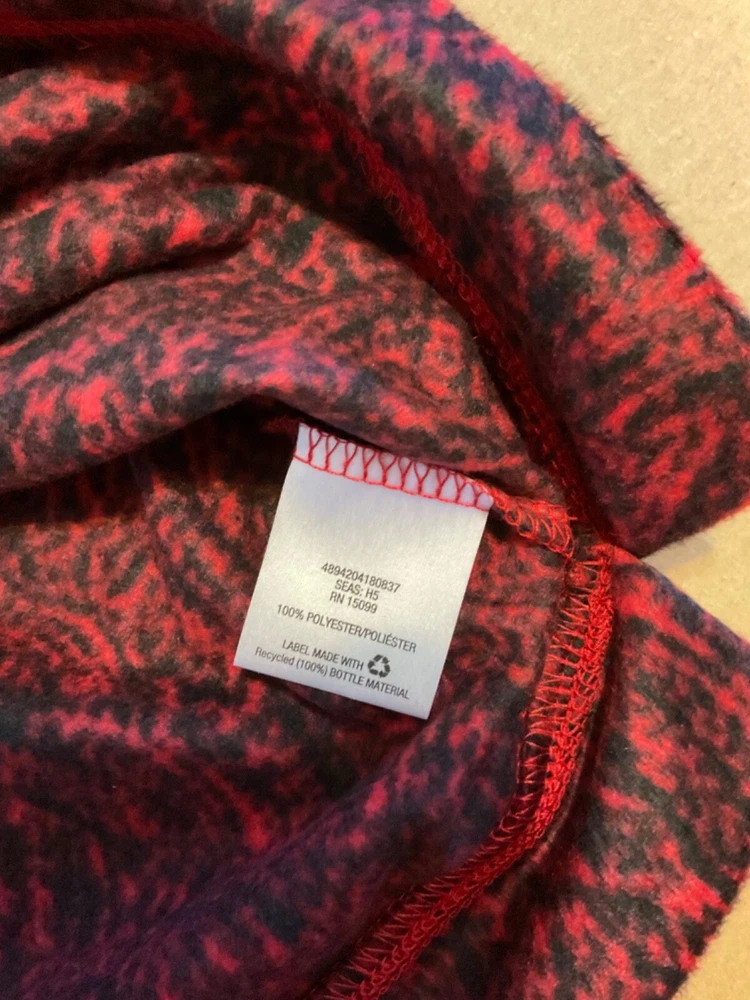 4894204180837
SEAS: H5
RN 15099
100% POLYESTER/POLIÉSTER
LABEL MADE WITH
Recycled (100%) BOTTLE MATERIAL